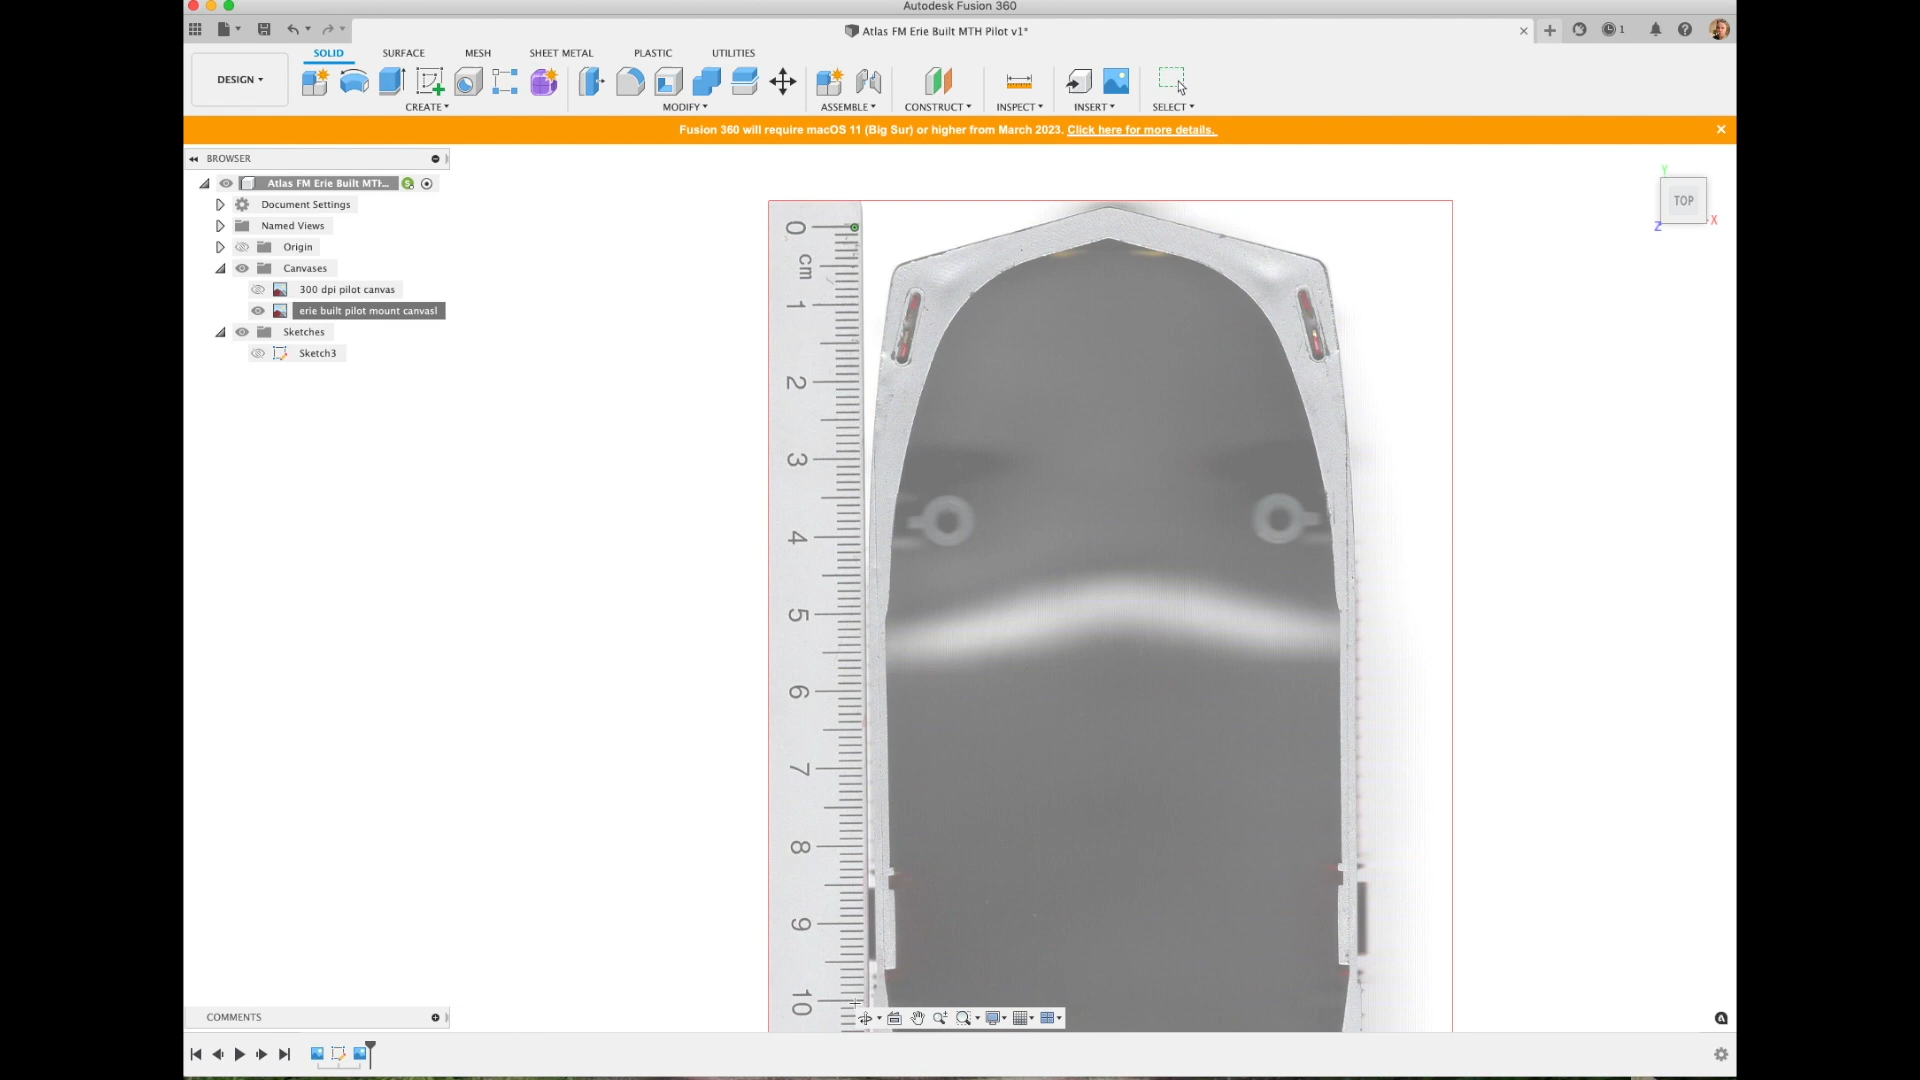 Autodesk Fusion 360
Atlas FM Erie Built MTH Pilot v1*
1
DESIGN
SOLID
SURFACE
MESH
SHEET METAL
PLASTIC
UTILITIES
CREATE
MODIFY
ASSEMBLE
CONSTRUCT
INSPECT
INSERT
SELECT
Fusion 360 will require macOS 11 (Big Sur) or higher from March 2023. Click here for more details.
BROWSER
Atlas FM Erie Built MTH...
Document Settings
Named Views
Origin
Canvases
300 dpi pilot canvas
erie built pilot mount canvasl
Sketches
Sketch3
0
cm
1
2
3
4
5
6
7
8
9
10
Y
TOP
X
Z
COMMENTS